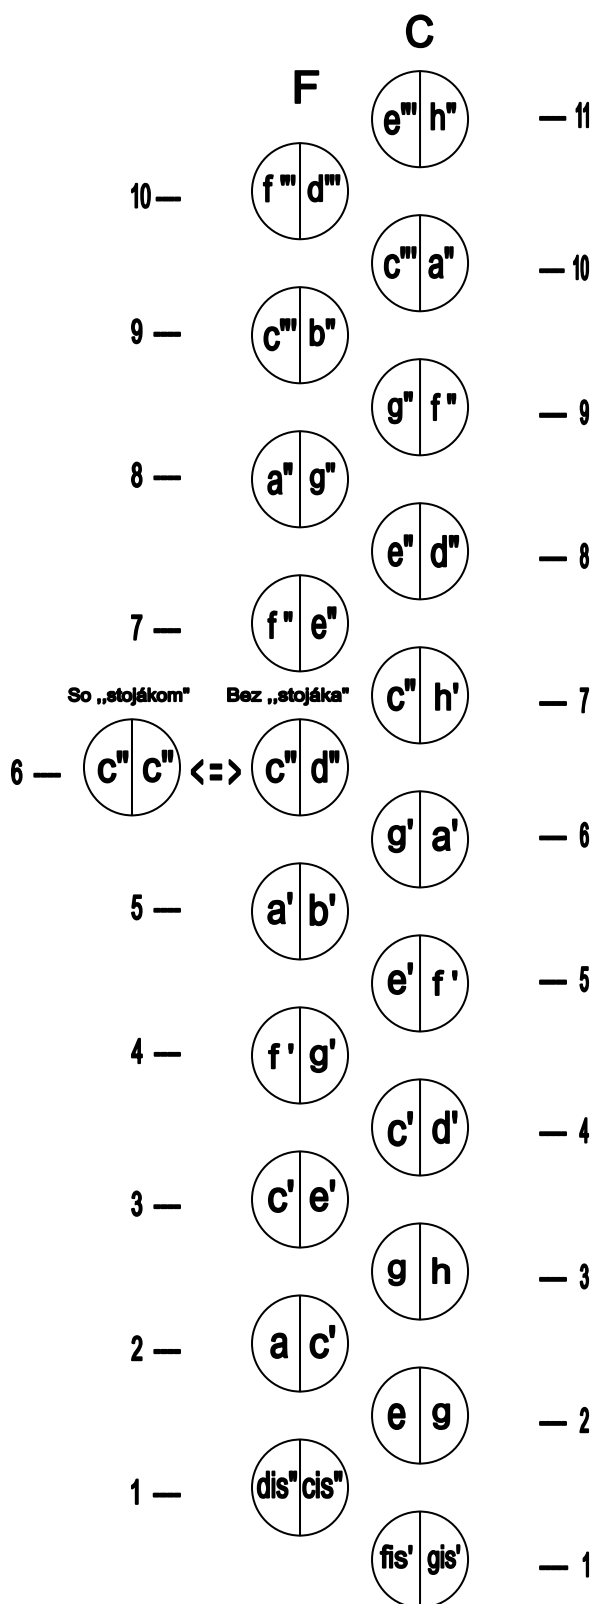 C
F
e''' h'' — 11
10 — f ''' d'''
c''' a'' — 10
9 — c''' b''
g'' f '' — 9
8 — a'' g''
e'' d'' — 8
7 — f '' e''
So ,,stojákom" Bez ,,stojáka"
c'' h' — 7
6 — c'' c'' <=> c'' d''
g' a' — 6
5 — a' b'
e' f ' — 5
4 — f ' g'
c' d' — 4
3 — c' e'
g h — 3
2 — a c'
e g — 2
1 — dis'' cis''
fis' gis' — 1